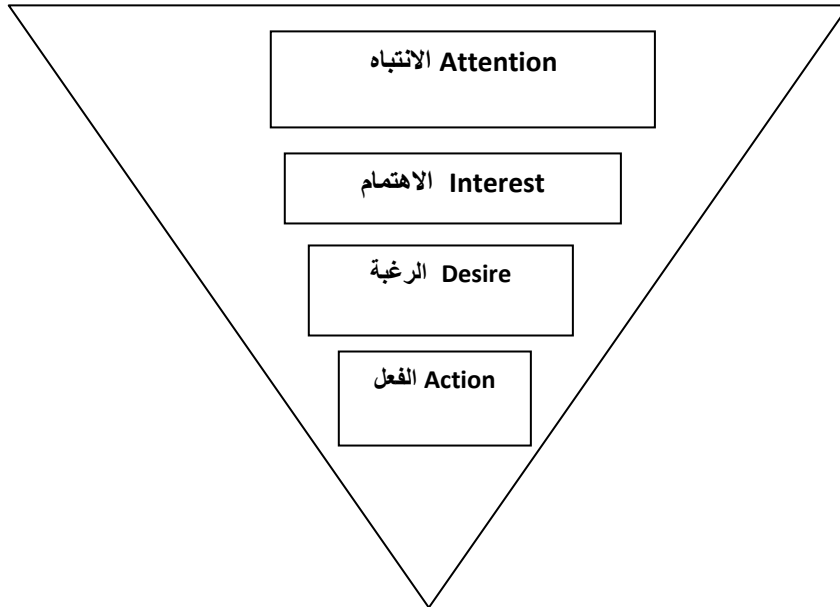 الانتباه Attention
الاهتمام Interest
الرغبة Desire
الفعل Action